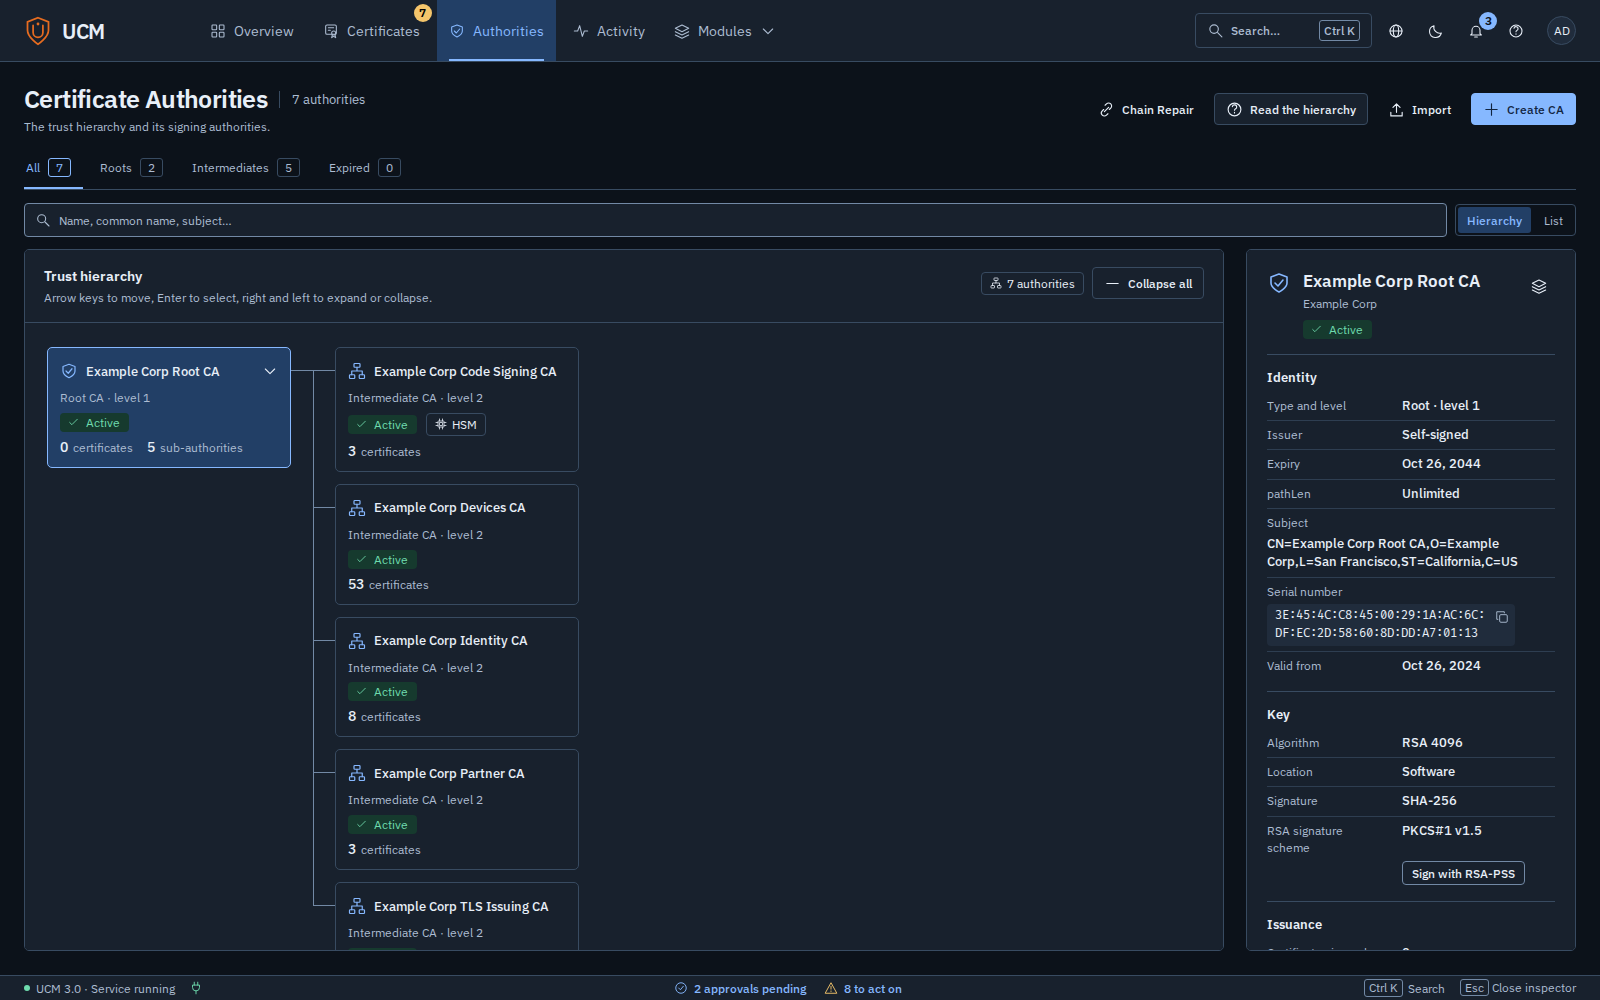 UCM
Overview
Certificates
7
Authorities
Activity
Modules
Search...
Ctrl K
3
AD
Certificate Authorities
7 authorities
The trust hierarchy and its signing authorities.
Chain Repair
Read the hierarchy
Import
Create CA
All 7
Roots 2
Intermediates 5
Expired 0
Name, common name, subject...
Hierarchy
List
Trust hierarchy
Arrow keys to move, Enter to select, right and left to expand or collapse.
7 authorities
Collapse all
Example Corp Root CA
Root CA · level 1
Active
0 certificates 5 sub-authorities
Example Corp Code Signing CA
Intermediate CA · level 2
Active
HSM
3 certificates
Example Corp Devices CA
Intermediate CA · level 2
Active
53 certificates
Example Corp Identity CA
Intermediate CA · level 2
Active
8 certificates
Example Corp Partner CA
Intermediate CA · level 2
Active
3 certificates
Example Corp TLS Issuing CA
Intermediate CA · level 2
Example Corp Root CA
Example Corp
Active
Identity
Type and level Root · level 1
Issuer Self-signed
Expiry Oct 26, 2044
pathLen Unlimited
Subject
CN=Example Corp Root CA,O=Example
Corp,L=San Francisco,ST=California,C=US
Serial number
3E:45:4C:C8:45:00:29:1A:AC:6C:
DF:EC:2D:58:60:8D:DD:A7:01:13
Valid from Oct 26, 2024
Key
Algorithm RSA 4096
Location Software
Signature SHA-256
RSA signature PKCS#1 v1.5
scheme
Sign with RSA-PSS
Issuance
UCM 3.0 · Service running
2 approvals pending
8 to act on
Ctrl K Search
Esc Close inspector